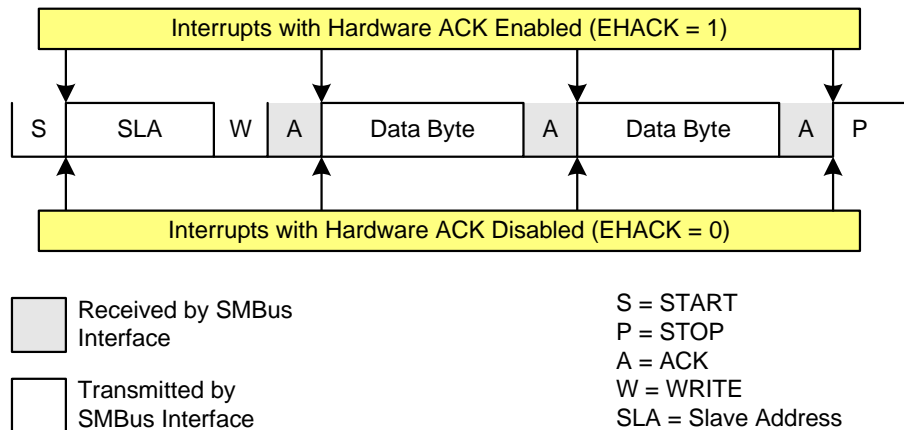 Interrupts with Hardware ACK Enabled (EHACK = 1)
S SLA W A Data Byte A Data Byte A P
Interrupts with Hardware ACK Disabled (EHACK = 0)
Received by SMBus
Interface
Transmitted by
SMBus Interface
S = START
P = STOP
A = ACK
W = WRITE
SLA = Slave Address